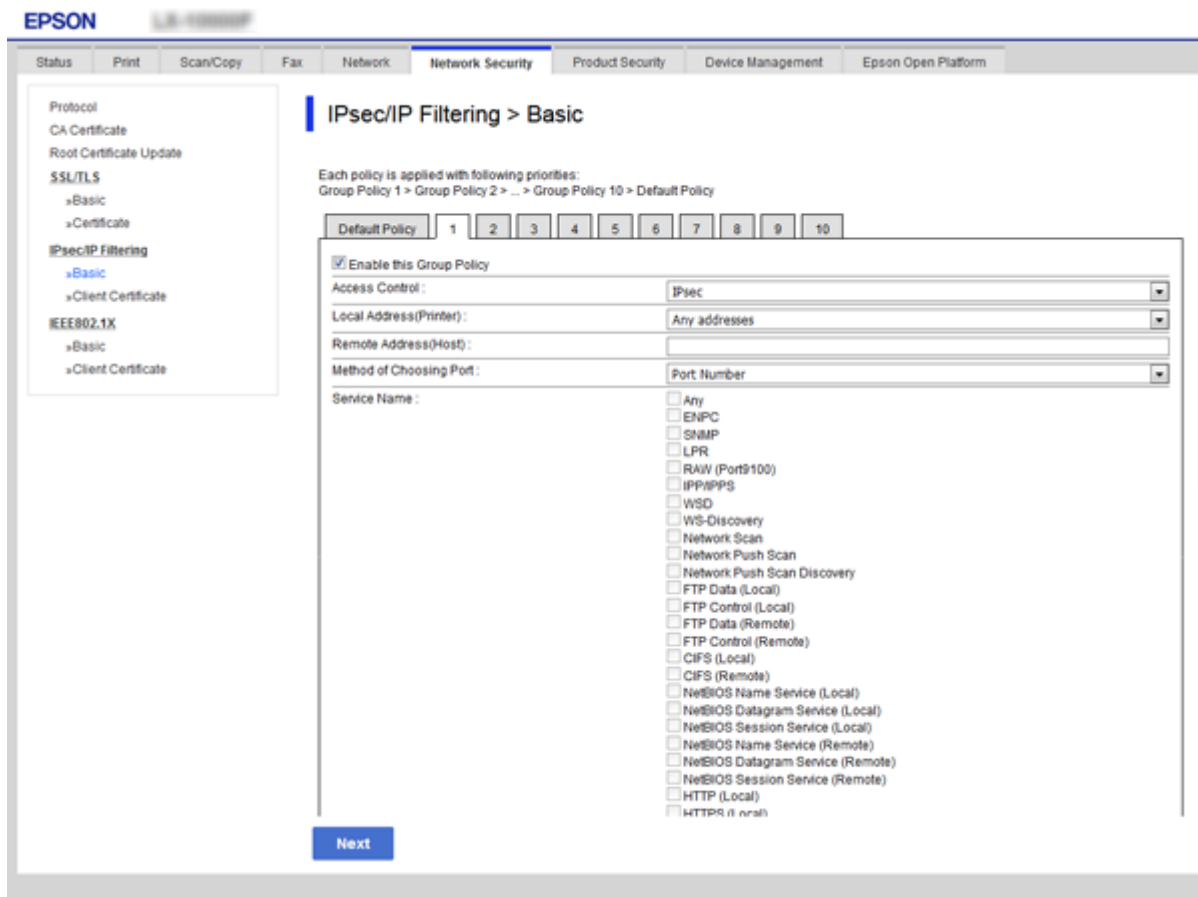 EPSON
Status Print Scan/Copy Fax Network Network Security Product Security Device Management Epson Open Platform
Protocol
CA Certificate
Root Certificate Update
SSL/TLS
»Basic
»Certificate
IPsec/IP Filtering
»Basic
»Client Certificate
IEEE802.1X
»Basic
»Client Certificate
IPsec/IP Filtering > Basic
Each policy is applied with following priorities:
Group Policy 1 > Group Policy 2 > ... > Group Policy 10 > Default Policy
Default Policy 1 2 3 4 5 6 7 8 9 10
Enable this Group Policy
Access Control : IPsec
Local Address(Printer) : Any addresses
Remote Address(Host) :
Method of Choosing Port : Port Number
Service Name : Any
ENPC
SNMP
LPR
RAW (Port9100)
IPP/IPPS
WSD
WS-Discovery
Network Scan
Network Push Scan
Network Push Scan Discovery
FTP Data (Local)
FTP Control (Local)
FTP Data (Remote)
FTP Control (Remote)
CIFS (Local)
CIFS (Remote)
NetBIOS Name Service (Local)
NetBIOS Datagram Service (Local)
NetBIOS Session Service (Local)
NetBIOS Name Service (Remote)
NetBIOS Datagram Service (Remote)
NetBIOS Session Service (Remote)
HTTP (Local)
HTTPS (Local)
Next